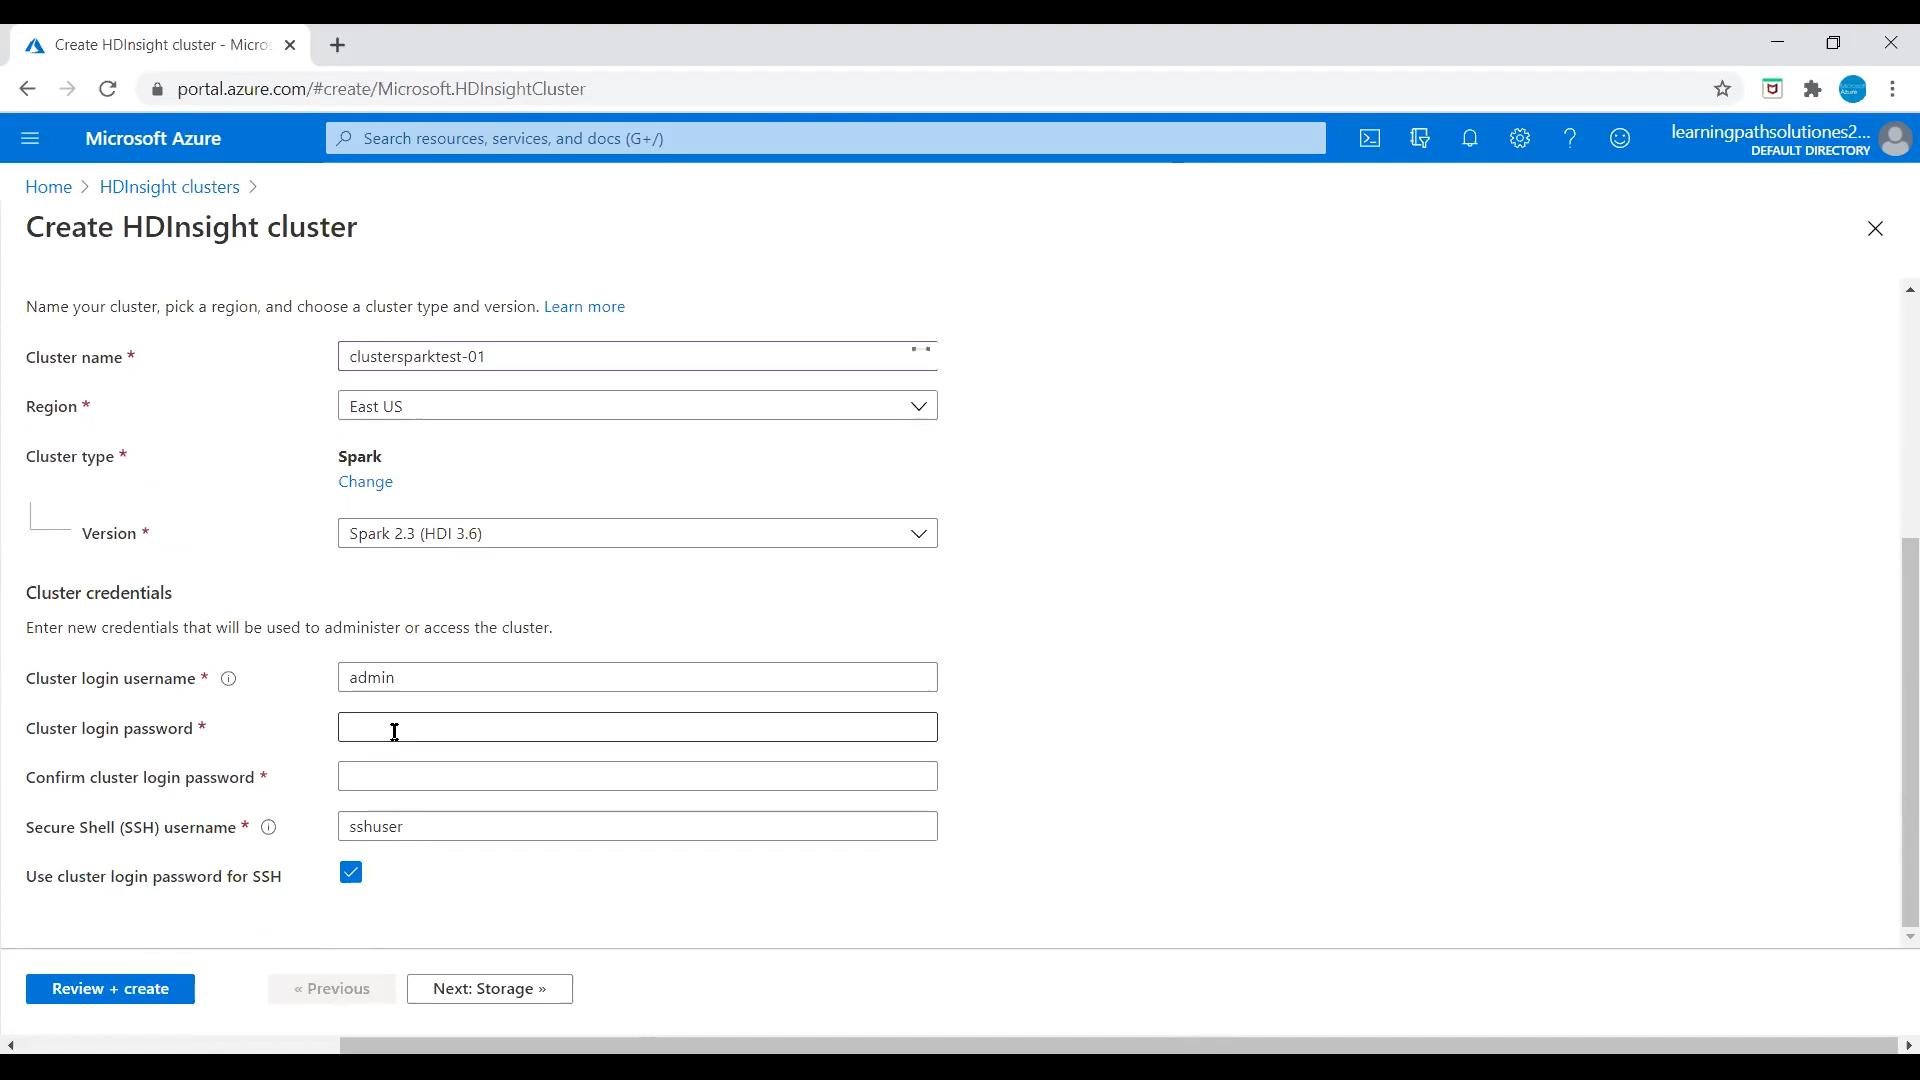 Create HDInsight cluster - Micros
portal.azure.com/#create/Microsoft.HDInsightCluster
Microsoft Azure
Search resources, services, and docs (G+/)
learningpathsolutiones2...
DEFAULT DIRECTORY
Home > HDInsight clusters >
Create HDInsight cluster
Name your cluster, pick a region, and choose a cluster type and version. Learn more
Cluster name *
clustersparktest-01
Region *
East US
Cluster type *
Spark
Change
Version *
Spark 2.3 (HDI 3.6)
Cluster credentials
Enter new credentials that will be used to administer or access the cluster.
Cluster login username *
admin
Cluster login password *
Confirm cluster login password *
Secure Shell (SSH) username *
sshuser
Use cluster login password for SSH
Review + create
« Previous
Next: Storage »